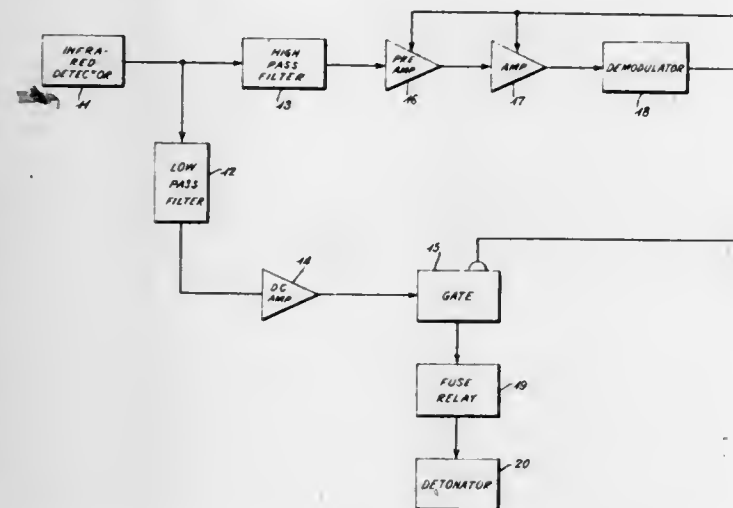 INFRA-
RED
DETECTOR
11
HIGH
PASS
FILTER
13
PRE
AMP
16
AMP
17
DEMODULATOR
18
LOW
PASS
FILTER
12
DC
AMP
14
15
GATE
FUSE
RELAY
19
DETONATOR
20